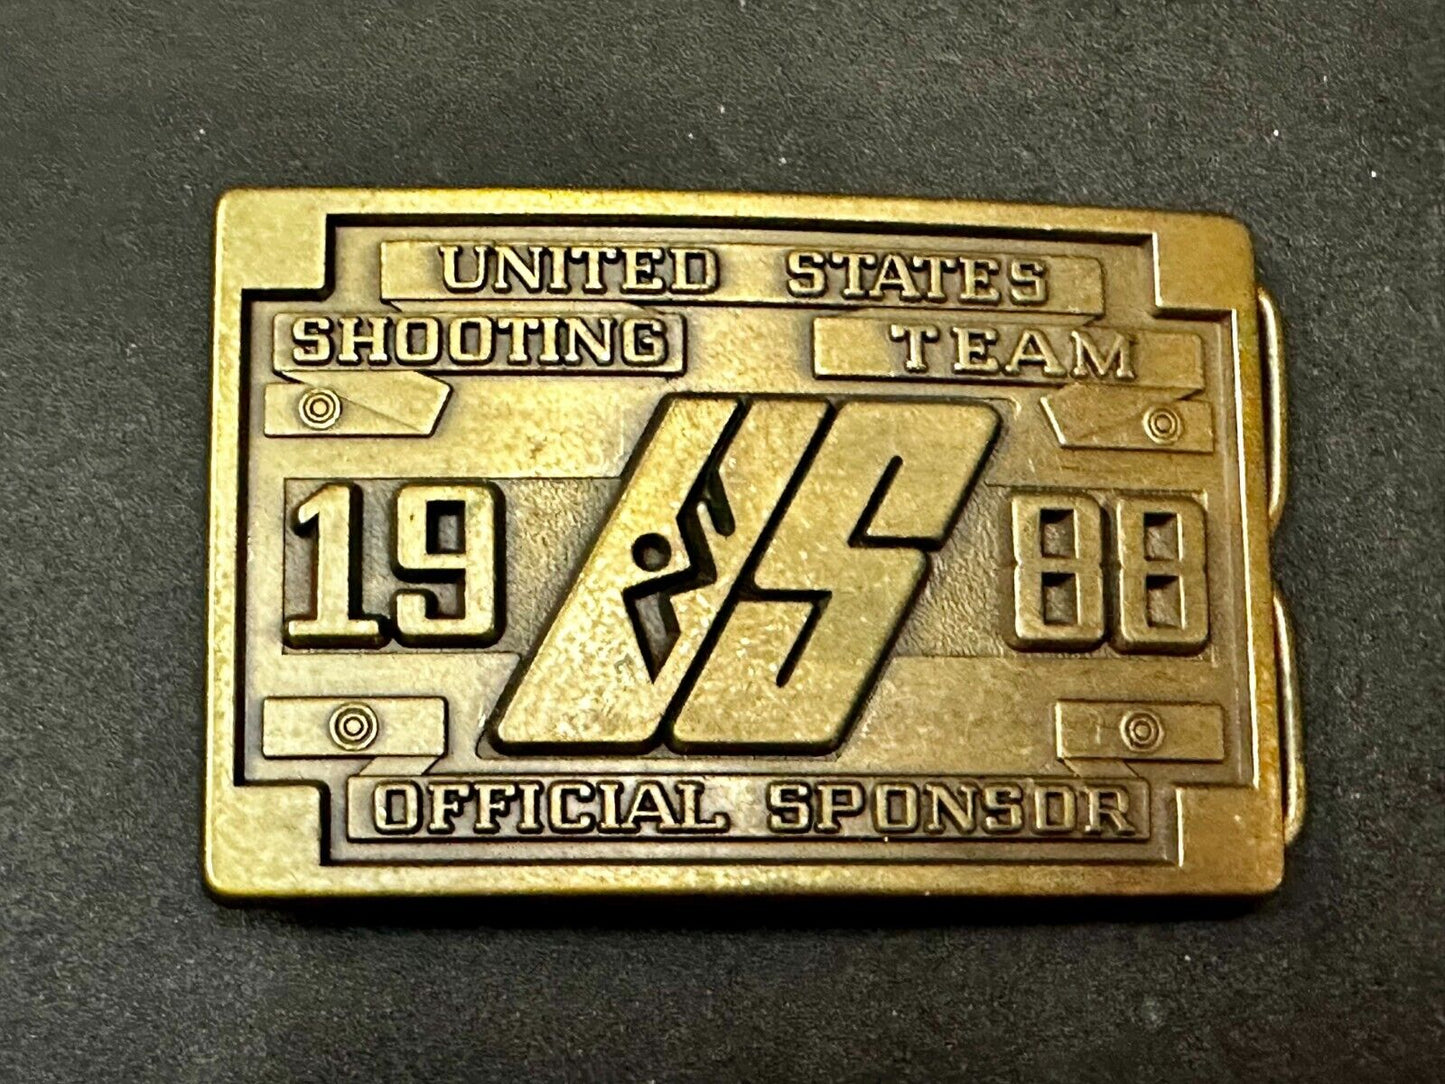 UNITED STATES
SHOOTING TEAM
19 US 88
OFFICIAL SPONSOR